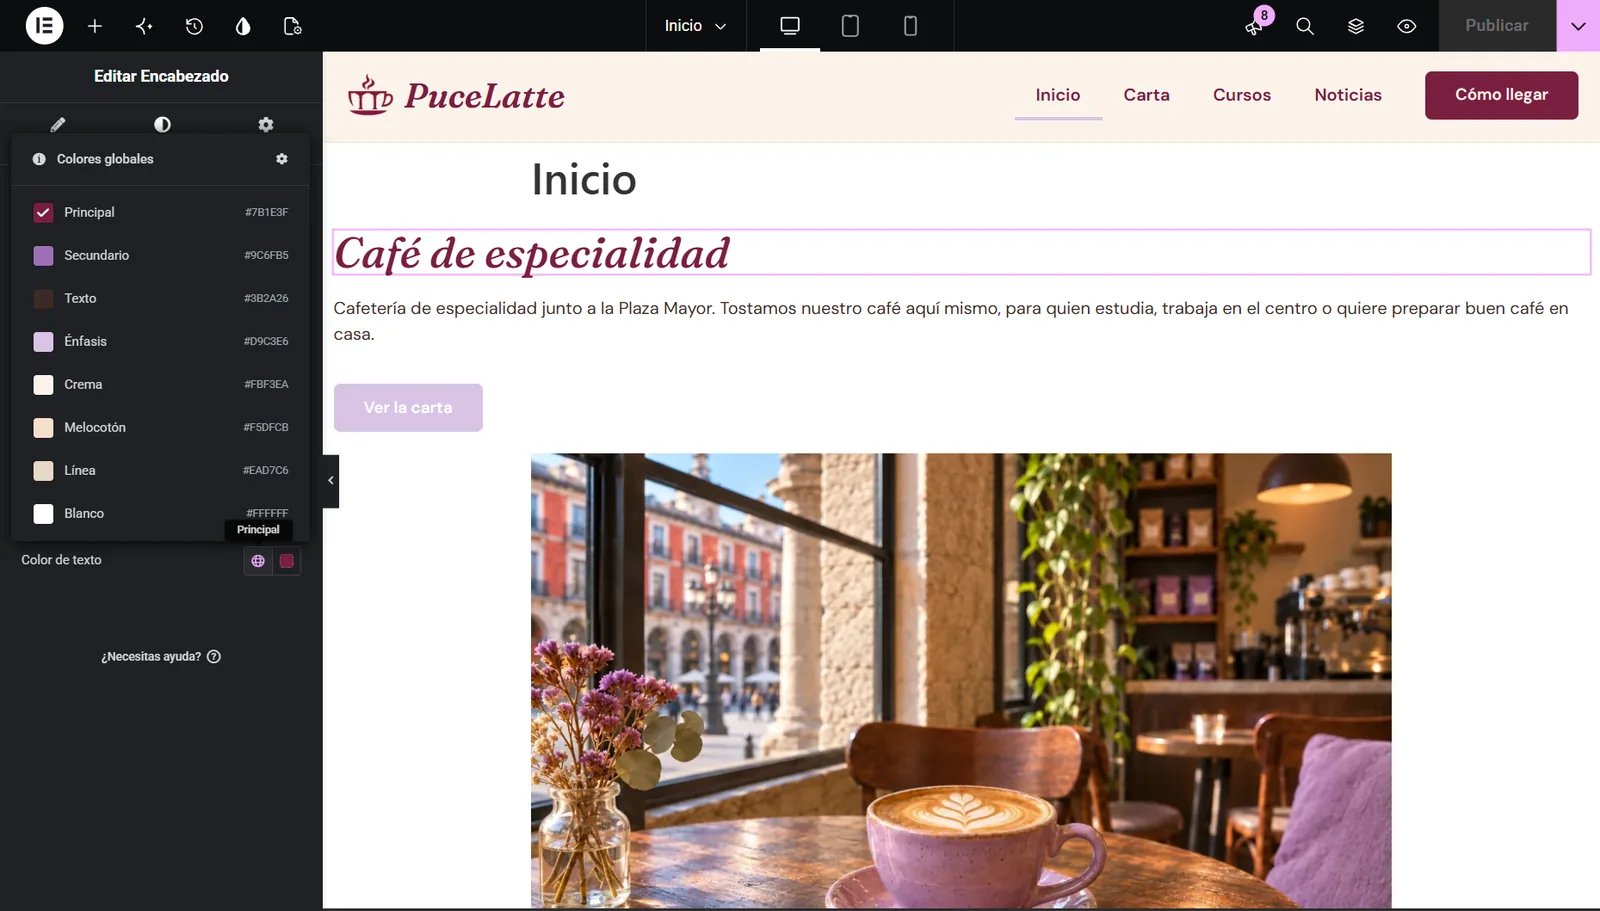 Inicio
8
Publicar
Editar Encabezado
Colores globales
Principal #7B1E3F
Secundario #9C6FB5
Texto #3B2A26
Énfasis #D9C3E6
Crema #FBF3EA
Melocotón #F5DFCB
Línea #EAD7C6
Blanco #FFFFFF
Principal
Color de texto
¿Necesitas ayuda?
PuceLatte
Inicio Carta Cursos Noticias Cómo llegar
Inicio
Café de especialidad
Cafetería de especialidad junto a la Plaza Mayor. Tostamos nuestro café aquí mismo, para quien estudia, trabaja en el centro o quiere preparar buen café en
casa.
Ver la carta